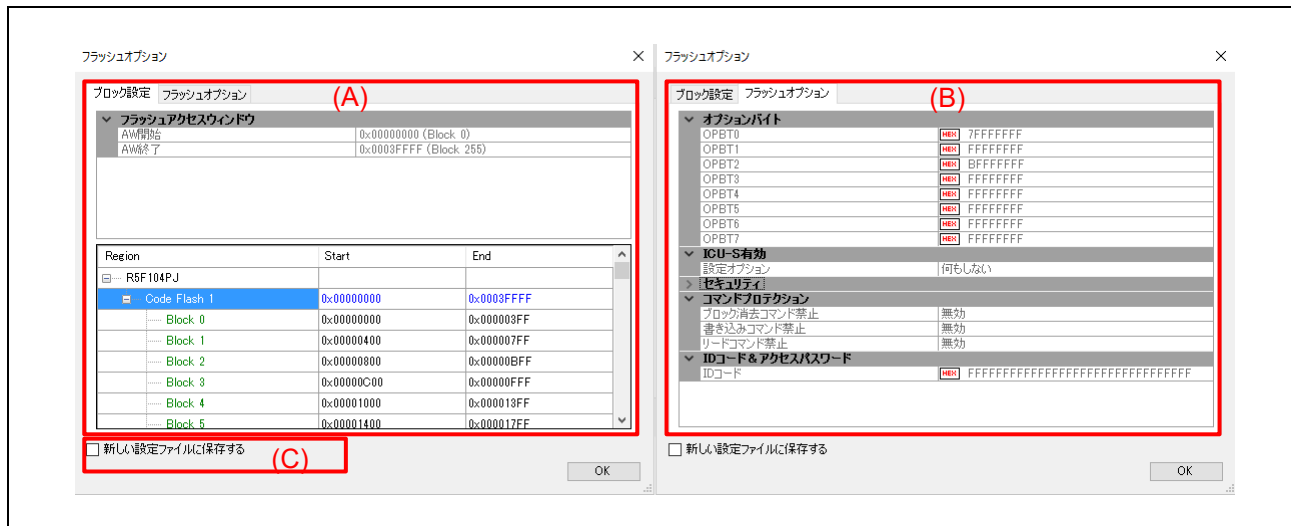 フラッシュオプション ×
ブロック設定 フラッシュオプション
(A)
フラッシュアクセスウィンドウ
AW開始 0x00000000 (Block 0)
AW終了 0x0003FFFF (Block 255)
Region Start End
R5F104PJ
Code Flash 1 0x00000000 0x0003FFFF
Block 0 0x00000000 0x000003FF
Block 1 0x00000400 0x000007FF
Block 2 0x00000800 0x00000BFF
Block 3 0x00000C00 0x00000FFF
Block 4 0x00001000 0x000013FF
Block 5 0x00001400 0x000017FF
新しい設定ファイルに保存する
(C)
OK
フラッシュオプション ×
ブロック設定 フラッシュオプション
(B)
オプションバイト
OPBT0 HEX 7FFFFFFF
OPBT1 HEX FFFFFFFF
OPBT2 HEX BFFFFFFF
OPBT3 HEX FFFFFFFF
OPBT4 HEX FFFFFFFF
OPBT5 HEX FFFFFFFF
OPBT6 HEX FFFFFFFF
OPBT7 HEX FFFFFFFF
ICU-S有効
設定オプション 何もしない
セキュリティ
コマンドプロテクション
ブロック消去コマンド禁止 無効
書き込みコマンド禁止 無効
リードコマンド禁止 無効
IDコード&アクセスパスワード
IDコード HEX FFFFFFFFFFFFFFFFFFFFFFFFFFFFFFFF
新しい設定ファイルに保存する
OK